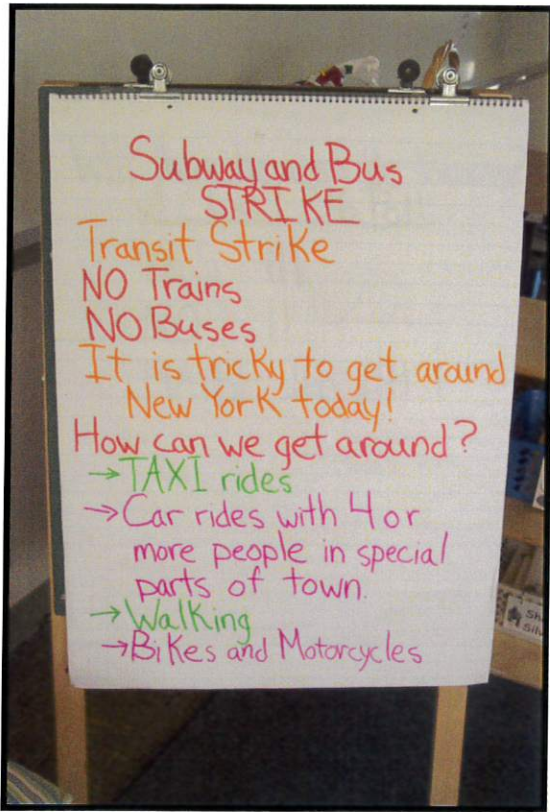 Subway and Bus
STRIKE
Transit Strike
NO Trains
NO Buses
It is tricky to get around
New York today!
How can we get around?
→TAXI rides
→Car rides with 4 or
more people in special
parts of town.
→Walking
→Bikes and Motorcycles